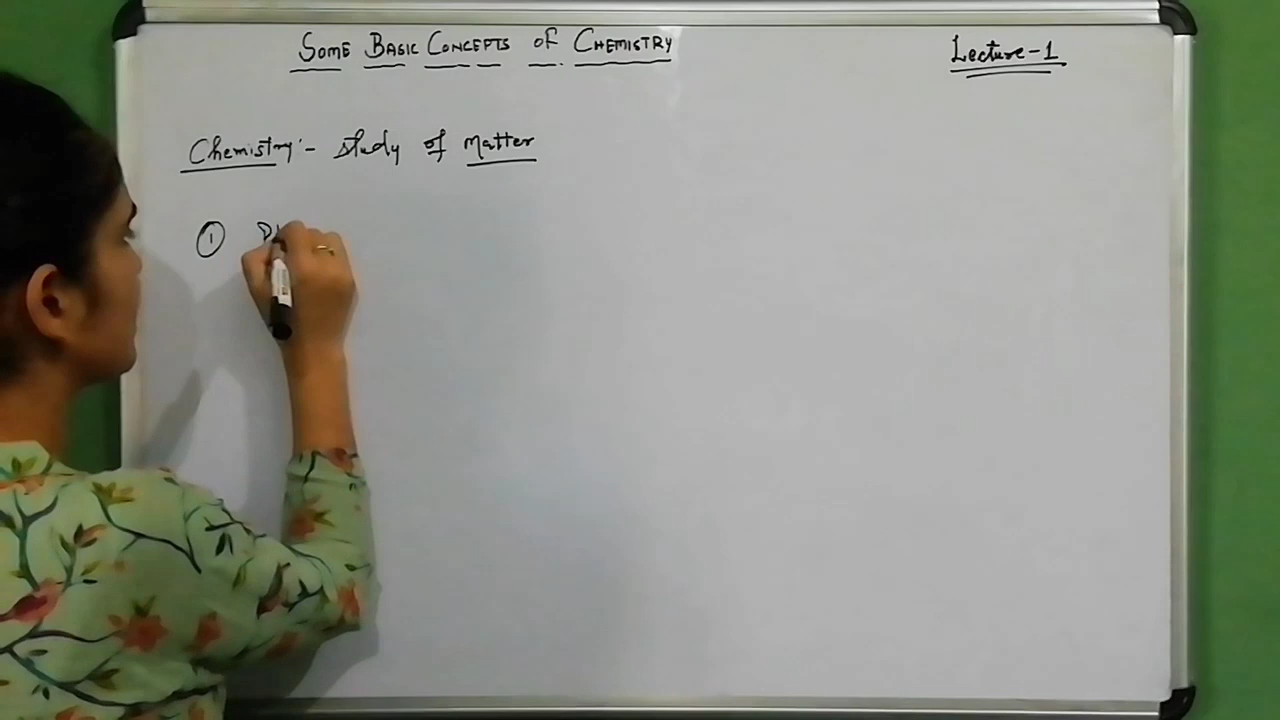 SOME BASIC CONCEPTS Of CHEMISTRY
Lecture-1
Chemistry:- Study of Matter
①